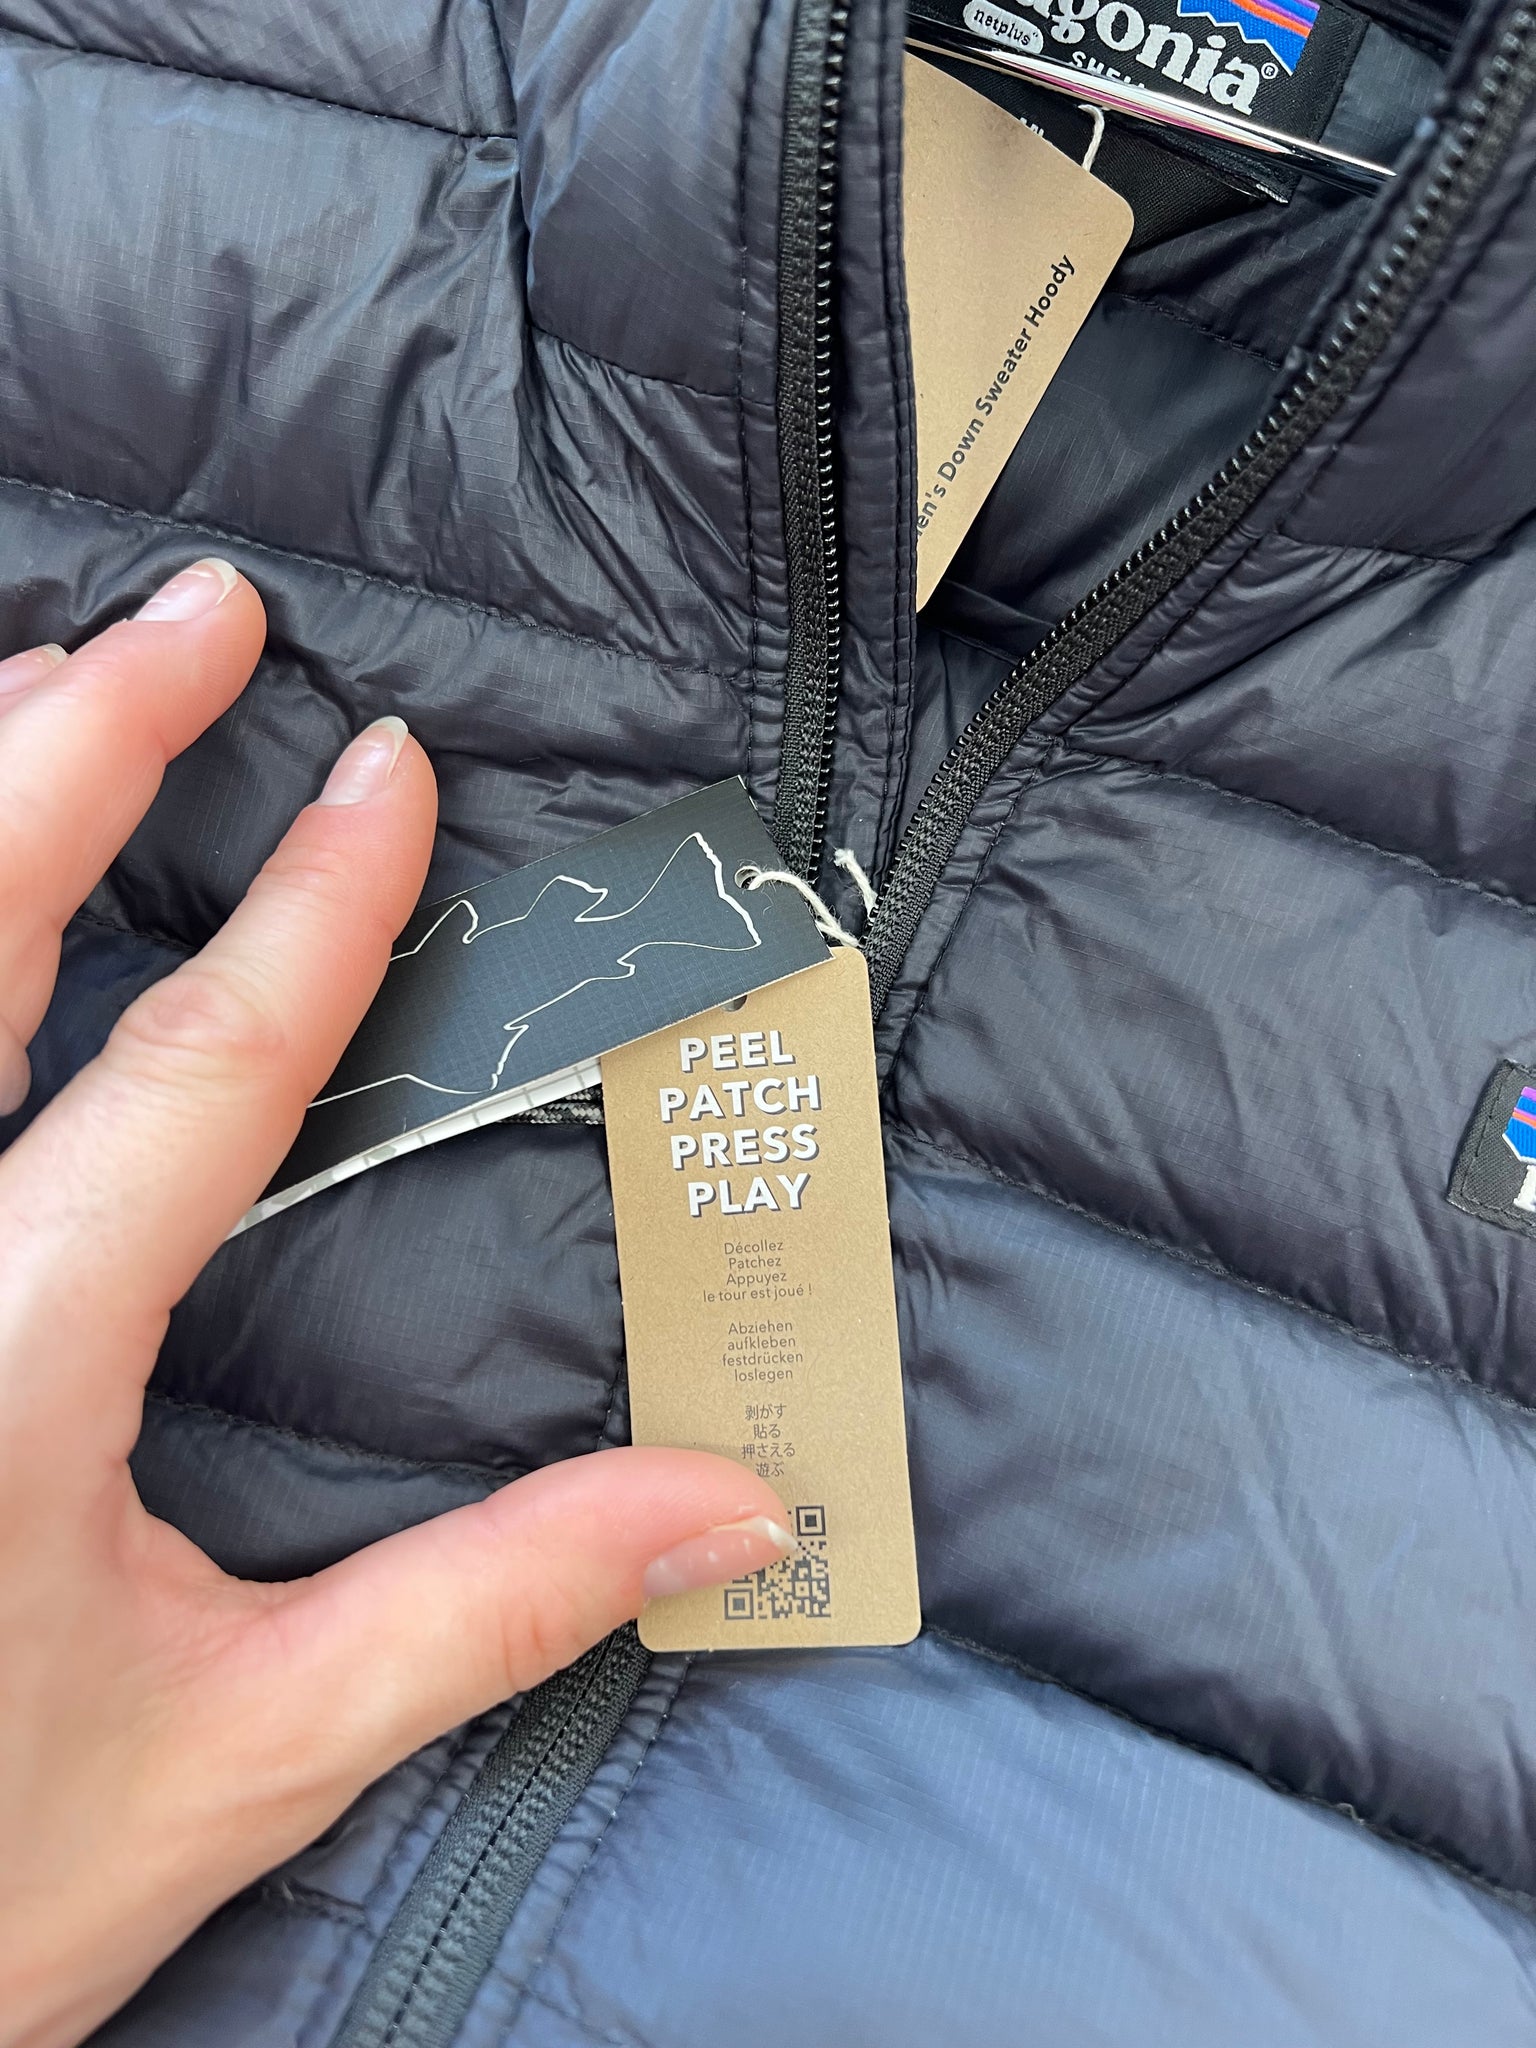 netplus
agonia®
en's Down Sweater Hoody
PEEL
PATCH
PRESS
PLAY
Décollez
Patchez
Appuyez
le tour est joué !
Abziehen
aufkleben
festdrücken
loslegen
剥がす
貼る
押さえる
遊ぶ